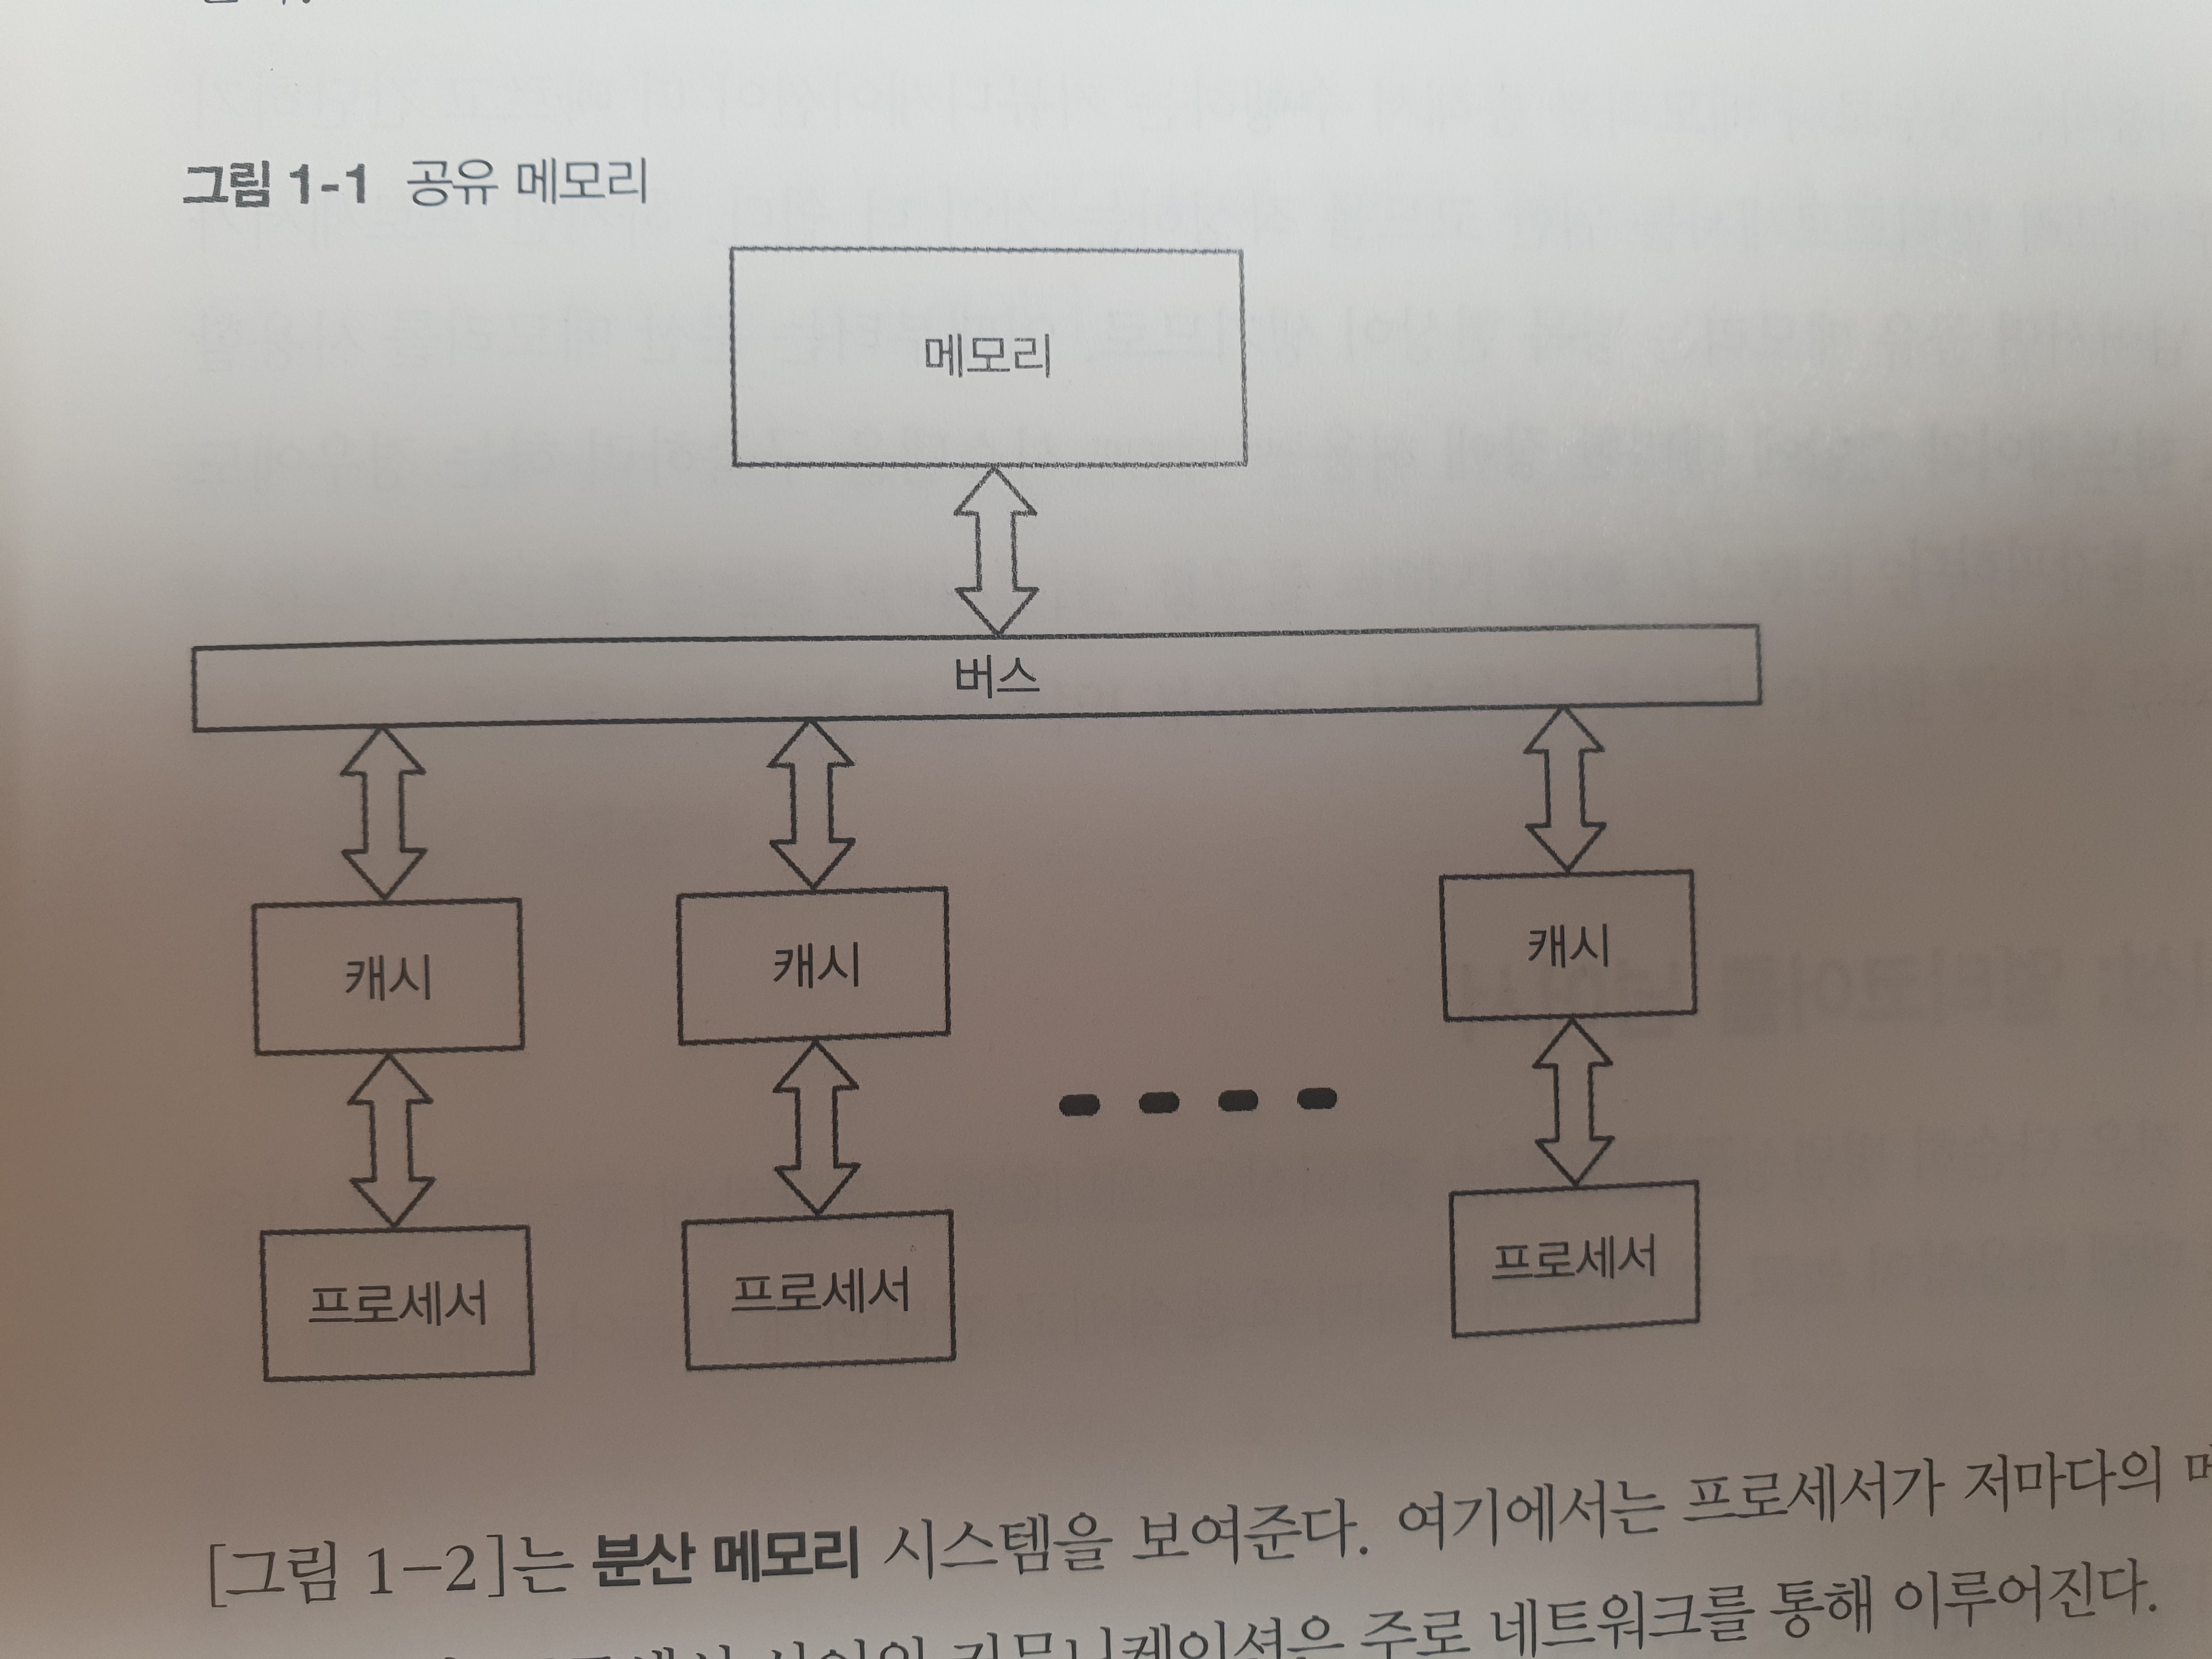 그림 1-1 공유 메모리
메모리
버스
캐시 캐시 캐시
프로세서 프로세서 프로세서
[그림 1-2]는 분산 메모리 시스템을 보여준다. 여기에서는 프로세서가 저마다의
사이의 커뮤니케이션은 주로 네트워크를 통해 이루어진다.